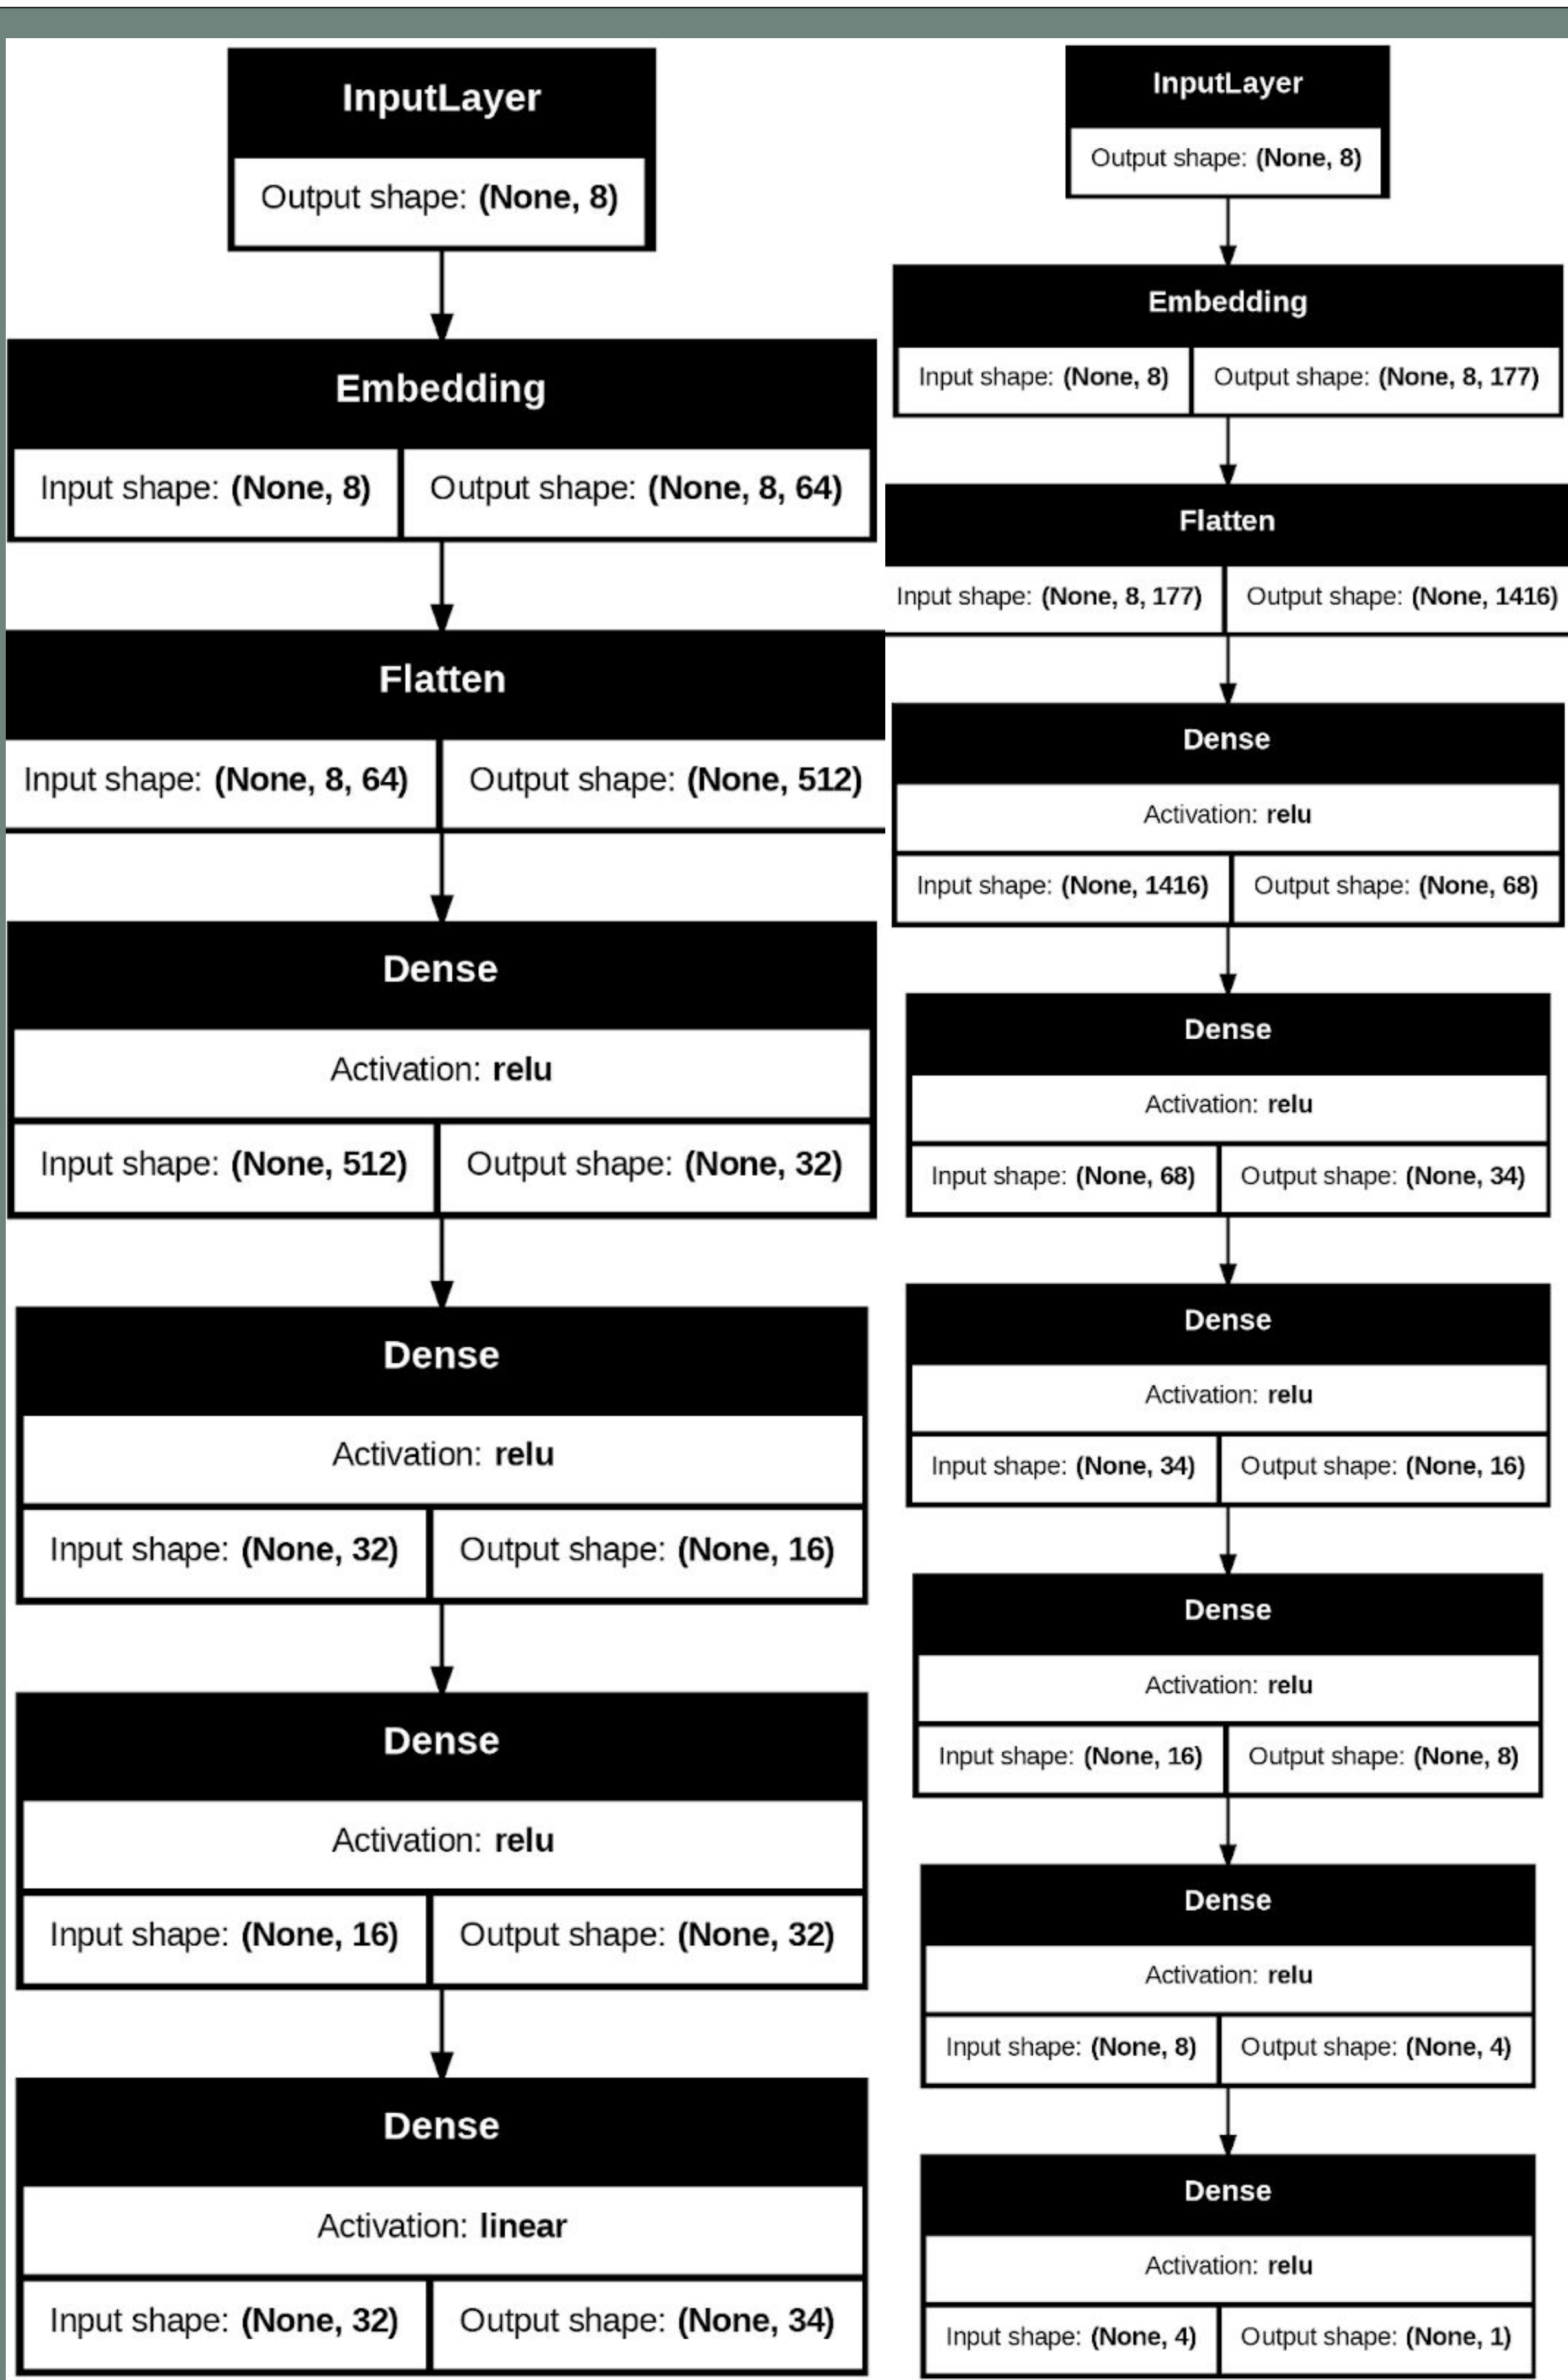 InputLayer
Output shape: (None, 8)
Embedding
Input shape: (None, 8) Output shape: (None, 8, 64)
Flatten
Input shape: (None, 8, 64) Output shape: (None, 512)
Dense
Activation: relu
Input shape: (None, 512) Output shape: (None, 32)
Dense
Activation: relu
Input shape: (None, 32) Output shape: (None, 16)
Dense
Activation: relu
Input shape: (None, 16) Output shape: (None, 32)
Dense
Activation: linear
Input shape: (None, 32) Output shape: (None, 34)
InputLayer
Output shape: (None, 8)
Embedding
Input shape: (None, 8) Output shape: (None, 8, 177)
Flatten
Input shape: (None, 8, 177) Output shape: (None, 1416)
Dense
Activation: relu
Input shape: (None, 1416) Output shape: (None, 68)
Dense
Activation: relu
Input shape: (None, 68) Output shape: (None, 34)
Dense
Activation: relu
Input shape: (None, 34) Output shape: (None, 16)
Dense
Activation: relu
Input shape: (None, 16) Output shape: (None, 8)
Dense
Activation: relu
Input shape: (None, 8) Output shape: (None, 4)
Dense
Activation: relu
Input shape: (None, 4) Output shape: (None, 1)